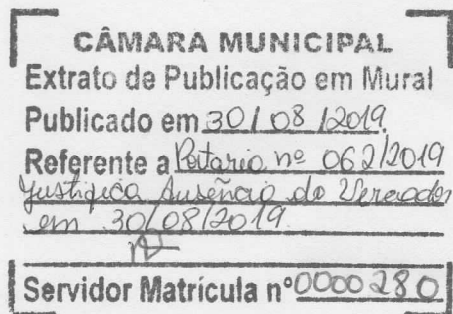 CÂMARA MUNICIPAL
Extrato de Publicação em Mural
Publicado em 30/08/2019
Referente a Portaria nº 062/2019
Justifica Ausência do Vereador
em 30/08/2019
Servidor Matrícula nº 0000280